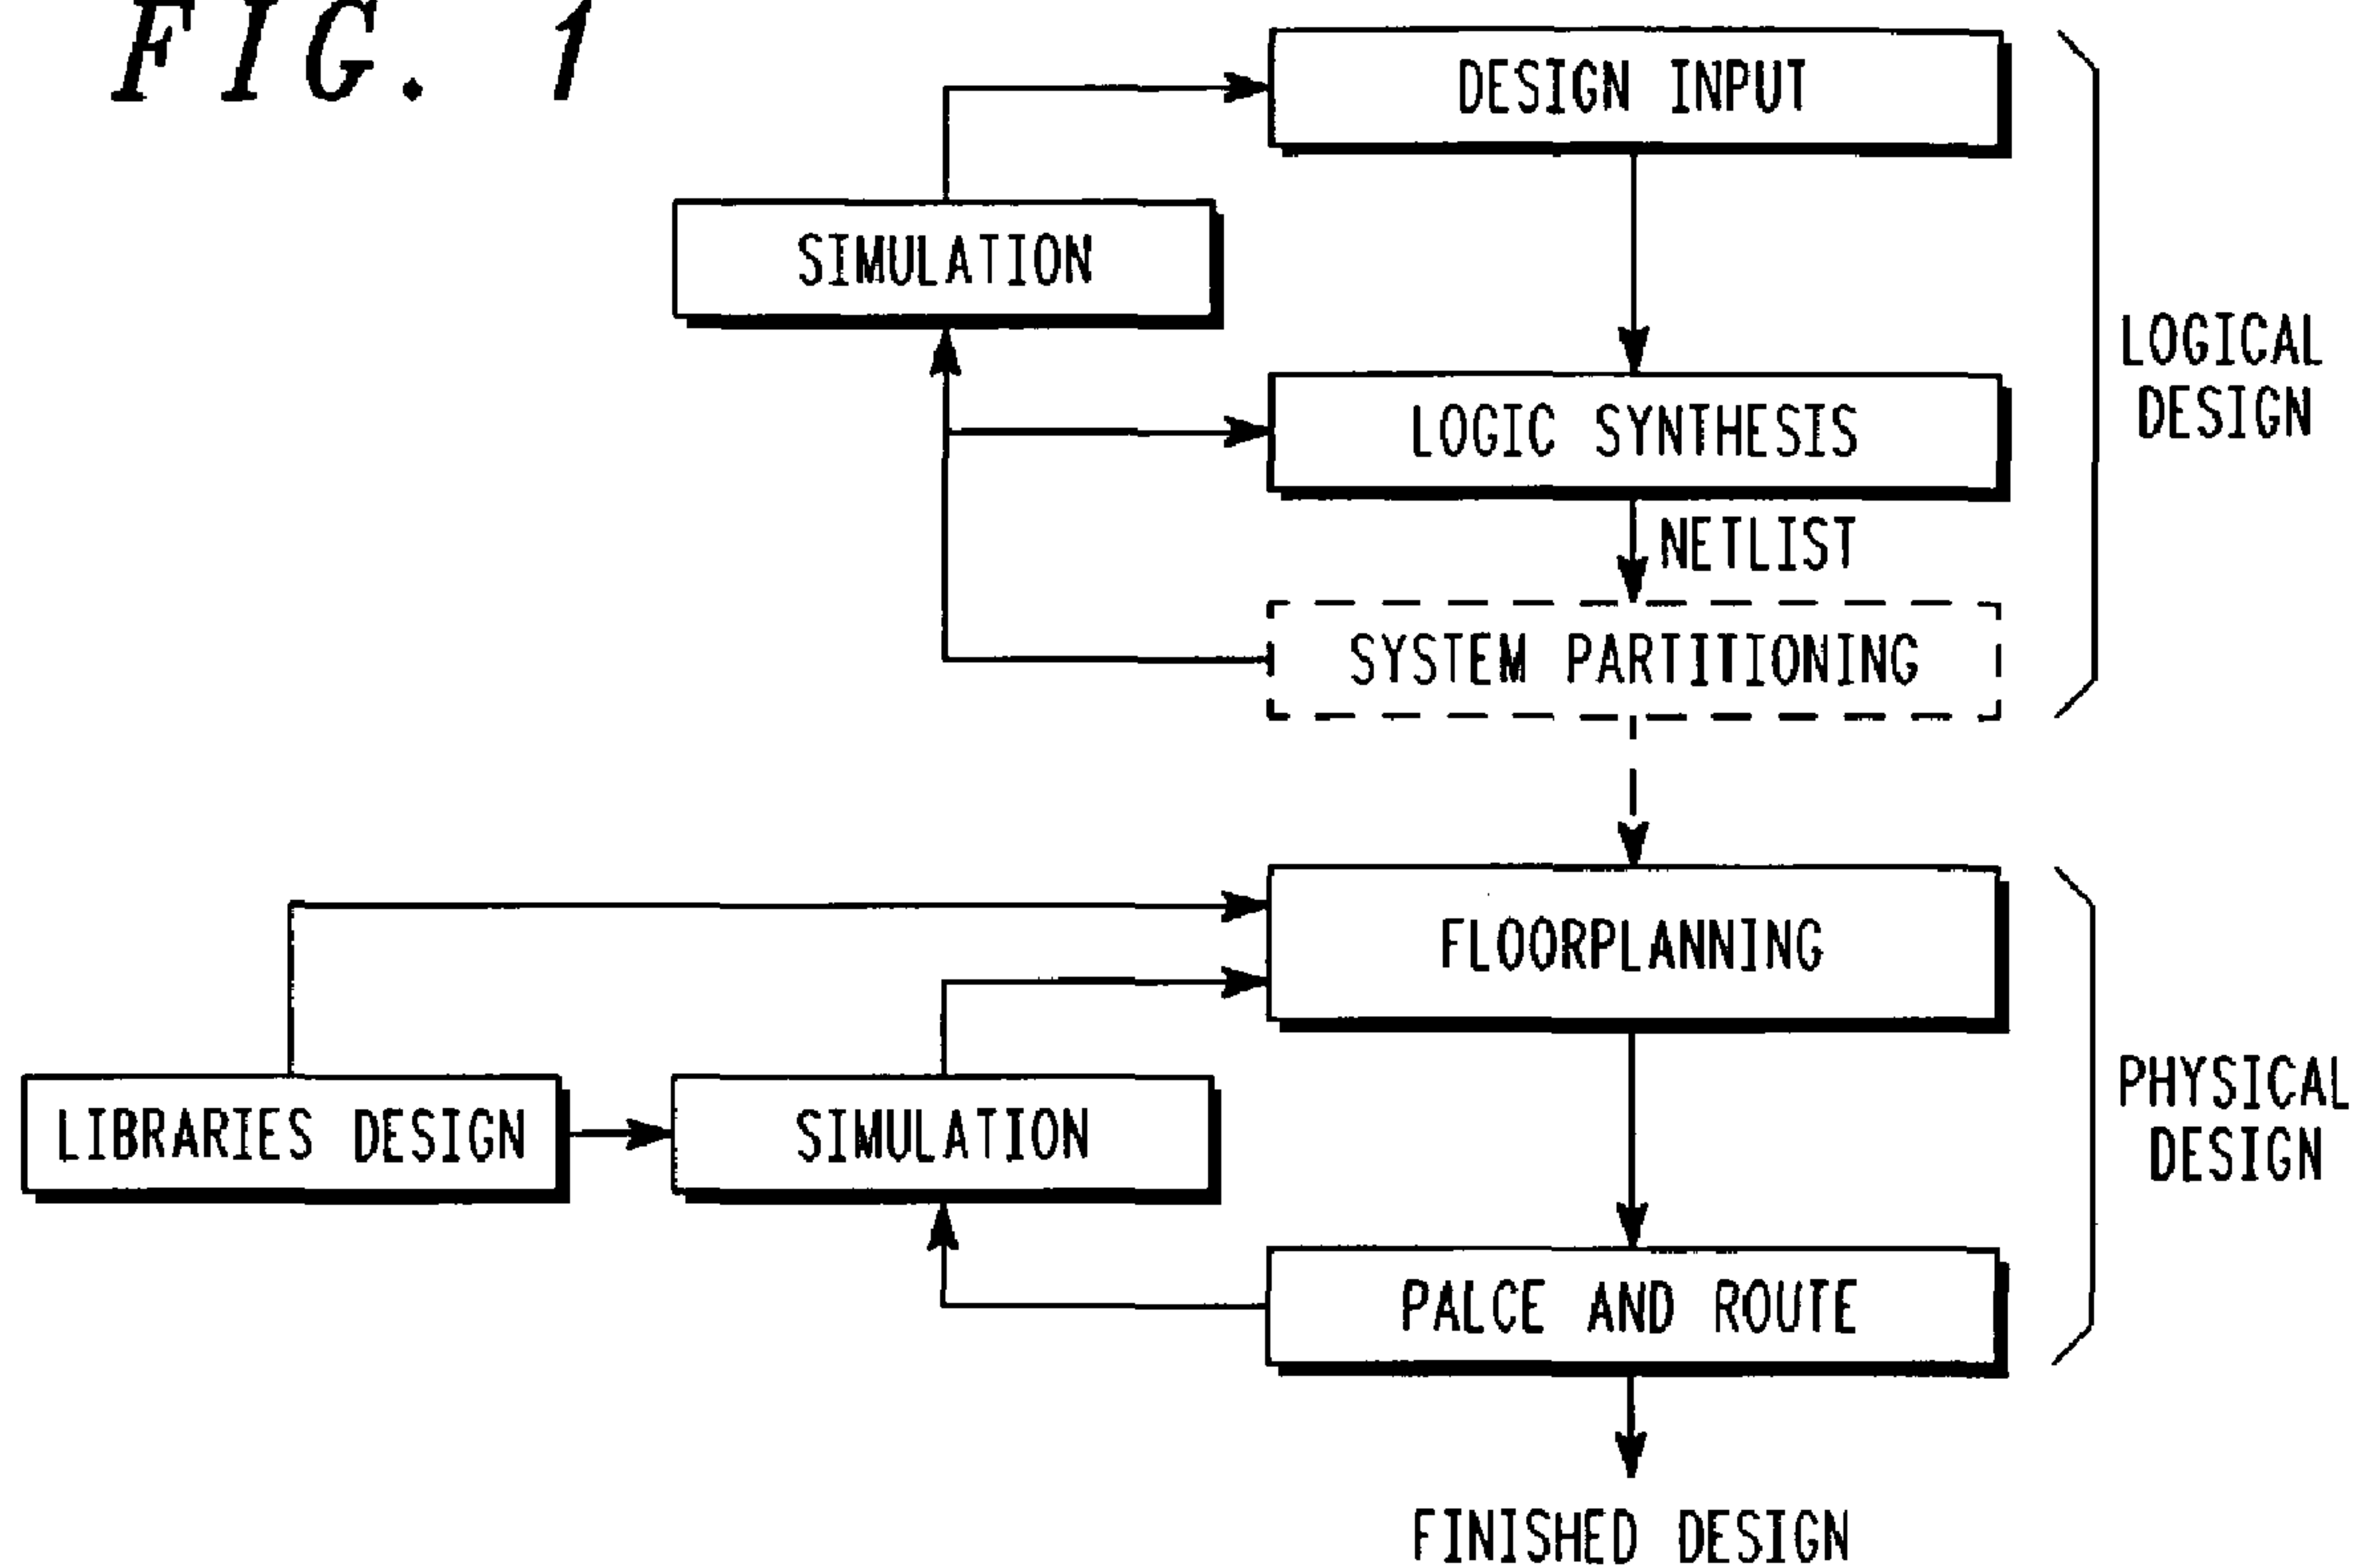 FIG. 1
DESIGN INPUT
SIMULATION
LOGICAL
DESIGN
LOGIC SYNTHESIS
NETLIST
SYSTEM PARTITIONING
FLOORPLANNING
LIBRARIES DESIGN
SIMULATION
PHYSICAL
DESIGN
PALCE AND ROUTE
FINISHED DESIGN